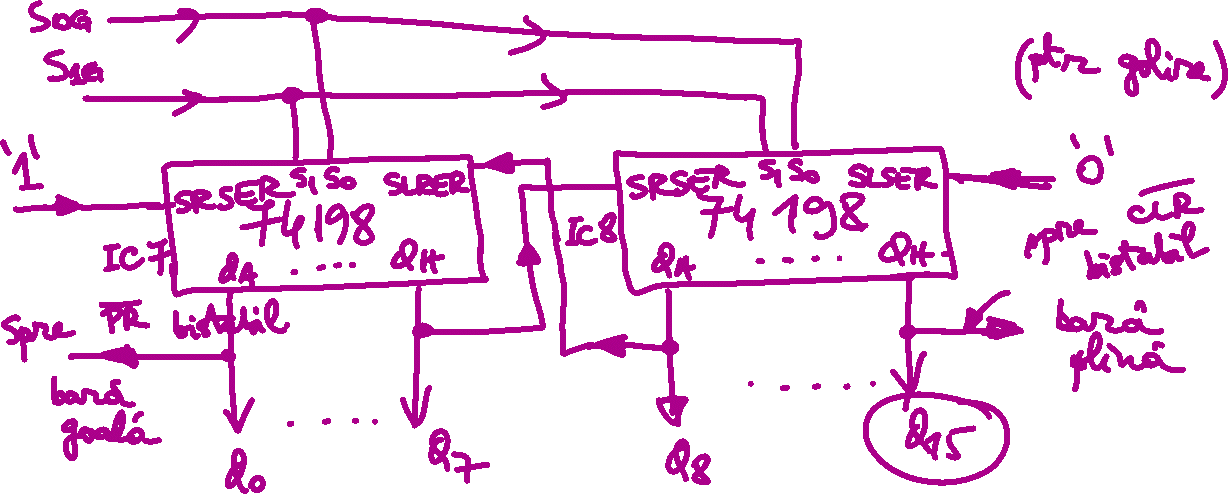 S0G
S1G
(ptr golire)
'1'
'0'
SRSER S1 S0 SLRER
74198
IC7
QA ..... QH
SRSER S1 S0 SLSER
74198
IC8
QA ..... QH
spre CLR
bistabil
Spre PR bistabil
bară
goală
bară
plină
Q0 ...... Q7
Q8 ...... Q15